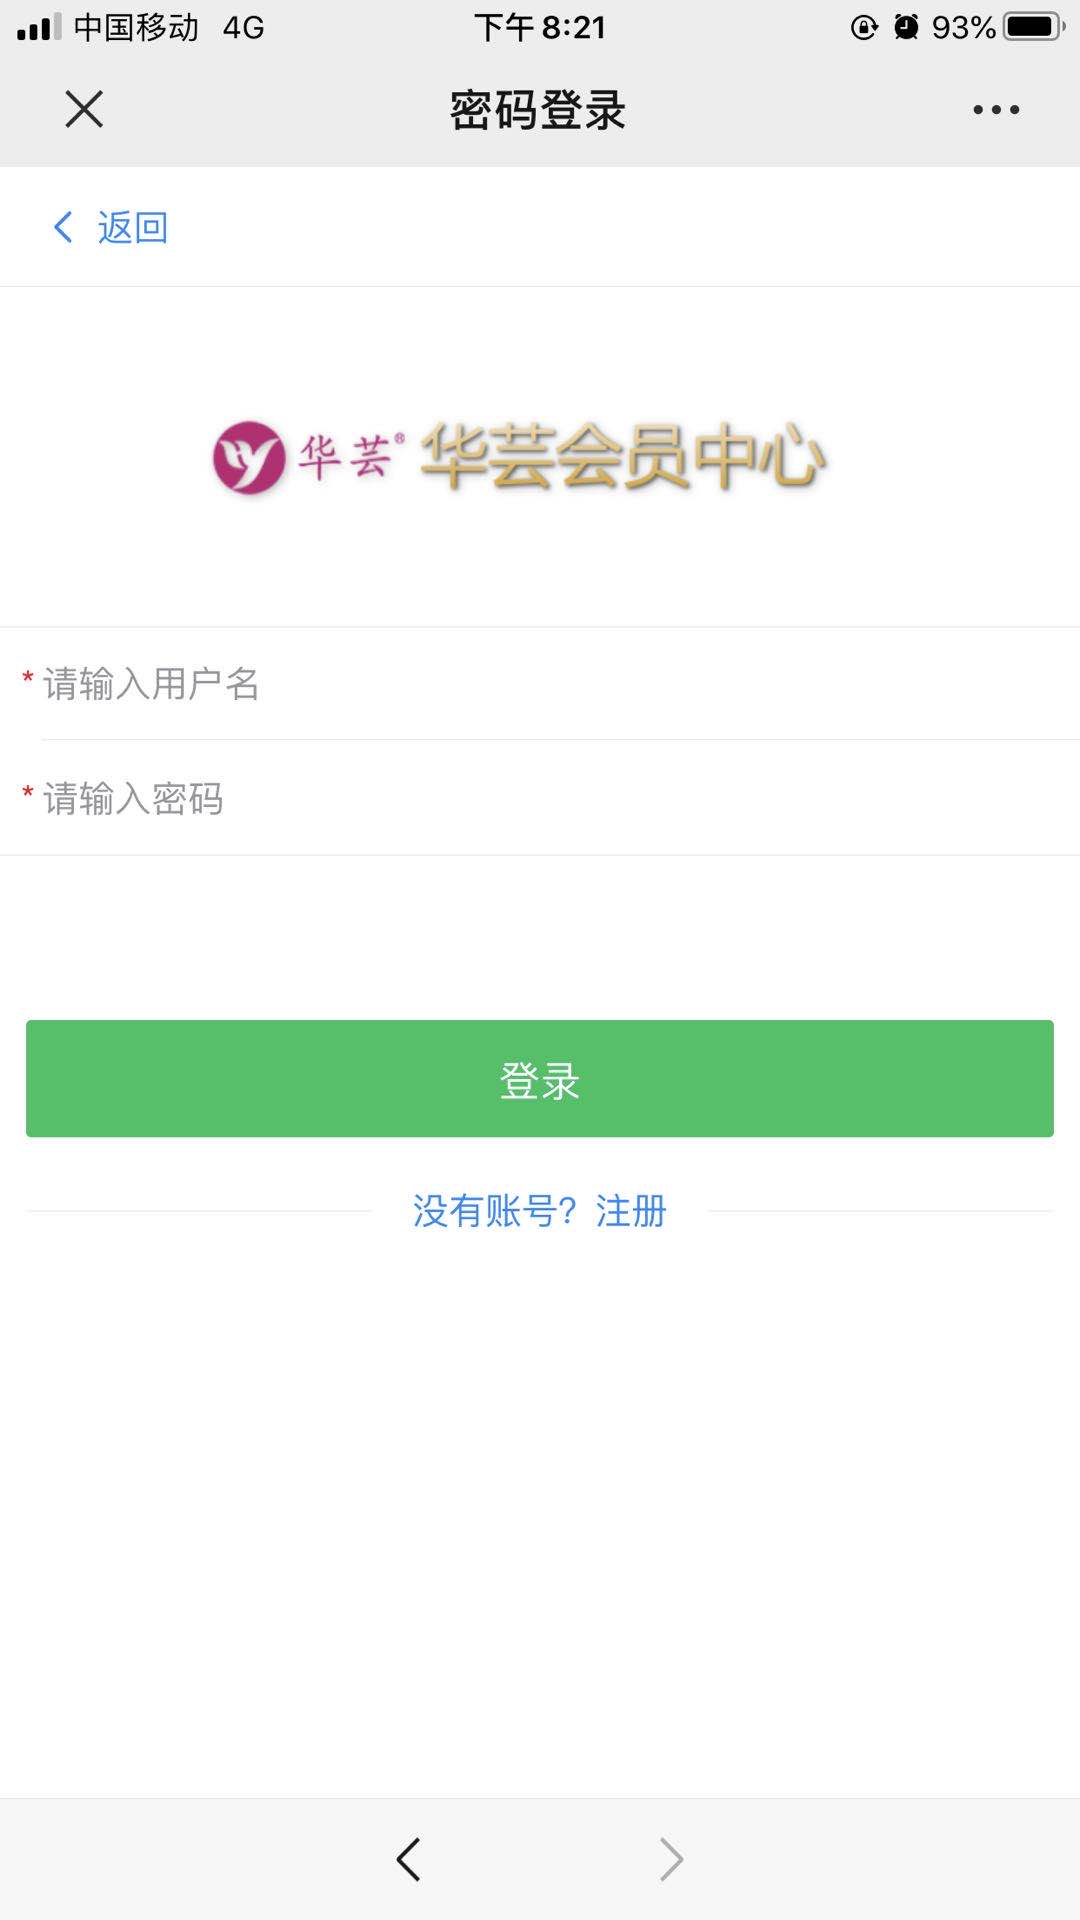 中国移动 4G 下午 8:21 93%
密码登录
返回
华芸® 华芸会员中心
* 请输入用户名
* 请输入密码
登录
没有账号? 注册